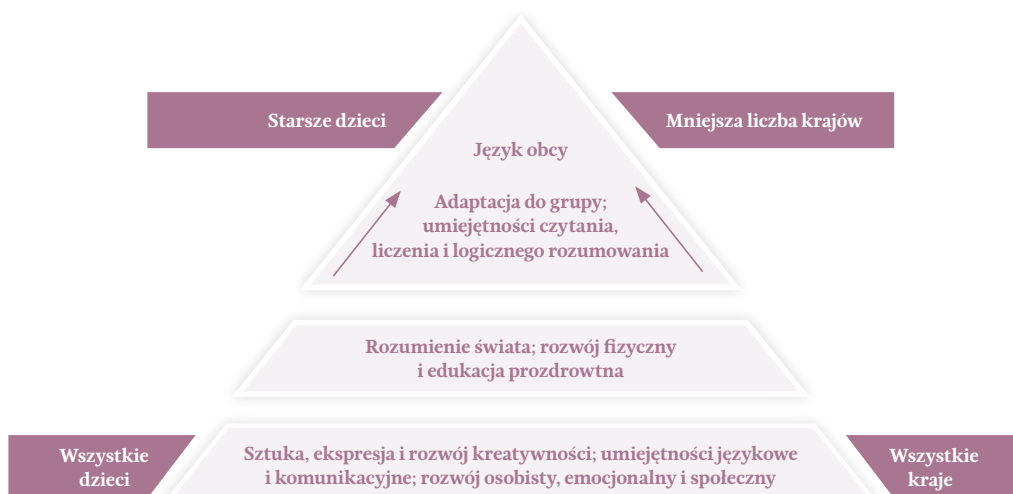 Starsze dzieci
Mniejsza liczba krajów
Język obcy
Adaptacja do grupy;
umiejętności czytania,
liczenia i logicznego rozumowania
Rozumienie świata; rozwój fizyczny
i edukacja prozdrowtna
Wszystkie
dzieci
Sztuka, ekspresja i rozwój kreatywności; umiejętności językowe
i komunikacyjne; rozwój osobisty, emocjonalny i społeczny
Wszystkie
kraje